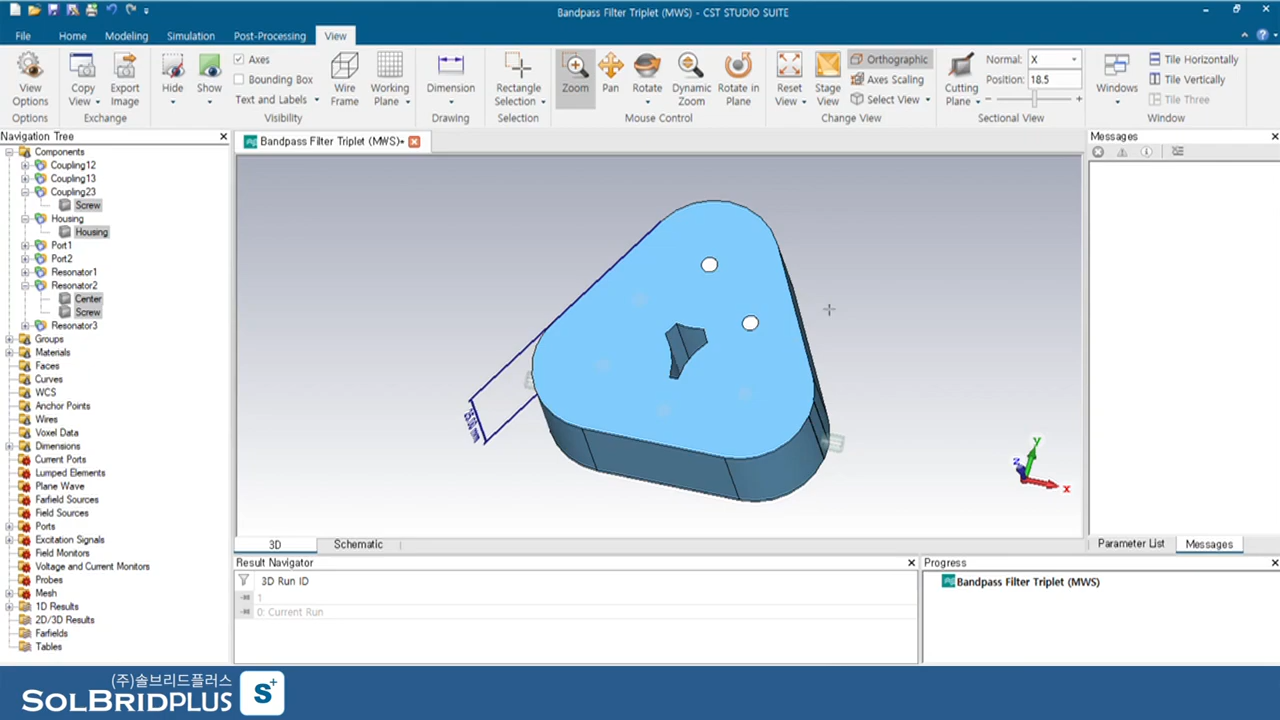 Bandpass Filter Triplet (MWS) - CST STUDIO SUITE
File Home Modeling Simulation Post-Processing View
View Options
Options
Copy View
Export Image
Exchange
Hide
Show
Axes
Bounding Box
Text and Labels
Wire Frame
Working Plane
Visibility
Dimension
Drawing
Rectangle Selection
Selection
Zoom
Pan
Rotate
Dynamic Zoom
Rotate in Plane
Mouse Control
Reset View
Stage View
Orthographic
Axes Scaling
Select View
Change View
Cutting Plane
Normal: X
Position: 18.5
Sectional View
Windows
Tile Horizontally
Tile Vertically
Tile Three
Window
Navigation Tree
Components
Coupling12
Coupling13
Coupling23
Screw
Housing
Housing
Port1
Port2
Resonator1
Resonator2
Center
Screw
Resonator3
Groups
Materials
Faces
Curves
WCS
Anchor Points
Wires
Voxel Data
Dimensions
Current Ports
Lumped Elements
Plane Wave
Farfield Sources
Field Sources
Ports
Excitation Signals
Field Monitors
Voltage and Current Monitors
Probes
Mesh
1D Results
2D/3D Results
Farfields
Tables
Bandpass Filter Triplet (MWS)*
y
z
x
3D Schematic
Messages
Parameter List Messages
Result Navigator
3D Run ID
1
0: Current Run
Progress
Bandpass Filter Triplet (MWS)
(주)솔브리드플러스
SOLBRIDPLUS
S+